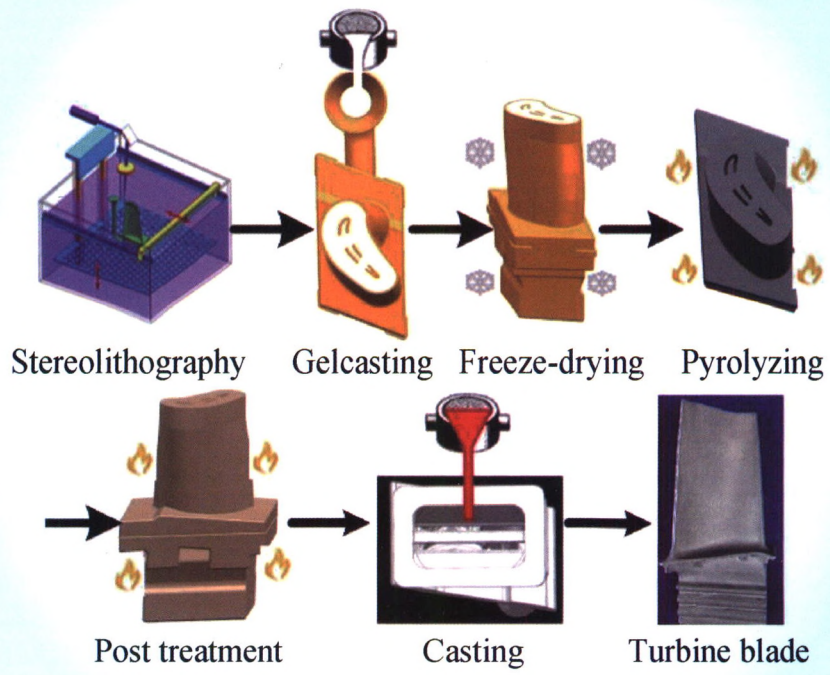 Stereolithography
Gelcasting
Freeze-drying
Pyrolyzing
Post treatment
Casting
Turbine blade